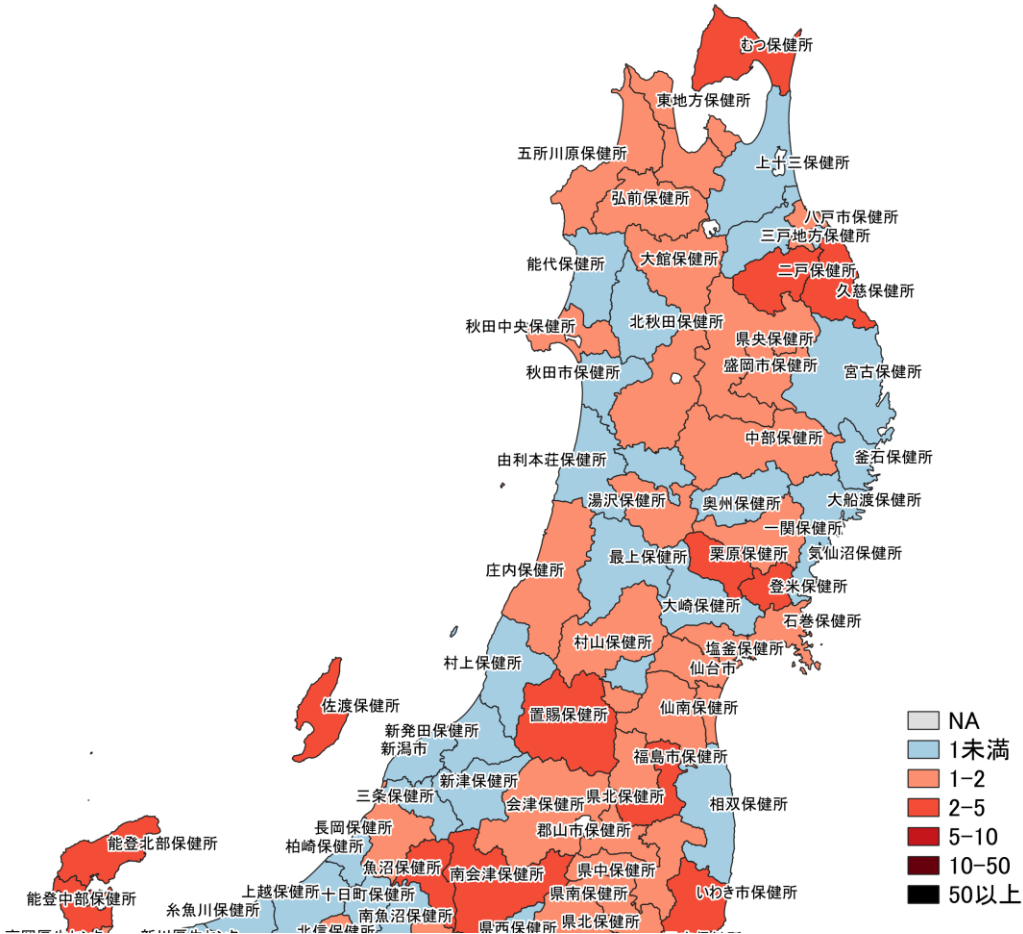 むつ保健所
東地方保健所
五所川原保健所
上十三保健所
弘前保健所
八戸市保健所
三戸地方保健所
大館保健所
能代保健所
二戸保健所
久慈保健所
北秋田保健所
秋田中央保健所
県央保健所
盛岡市保健所
宮古保健所
秋田市保健所
中部保健所
釜石保健所
由利本荘保健所
湯沢保健所
奥州保健所
大船渡保健所
一関保健所
最上保健所
栗原保健所
気仙沼保健所
庄内保健所
登米保健所
大崎保健所
石巻保健所
村山保健所
塩釜保健所
村上保健所
仙台市
佐渡保健所
置賜保健所
仙南保健所
新発田保健所
新潟市
福島市保健所
新津保健所
三条保健所
会津保健所
県北保健所
相双保健所
長岡保健所
郡山市保健所
柏崎保健所
能登北部保健所
魚沼保健所
南会津保健所
県中保健所
上越保健所
十日町保健所
県南保健所
いわき市保健所
能登中部保健所
糸魚川保健所
南魚沼保健所
県西保健所
県北保健所
北信保健所
NA
1未満
1-2
2-5
5-10
10-50
50以上